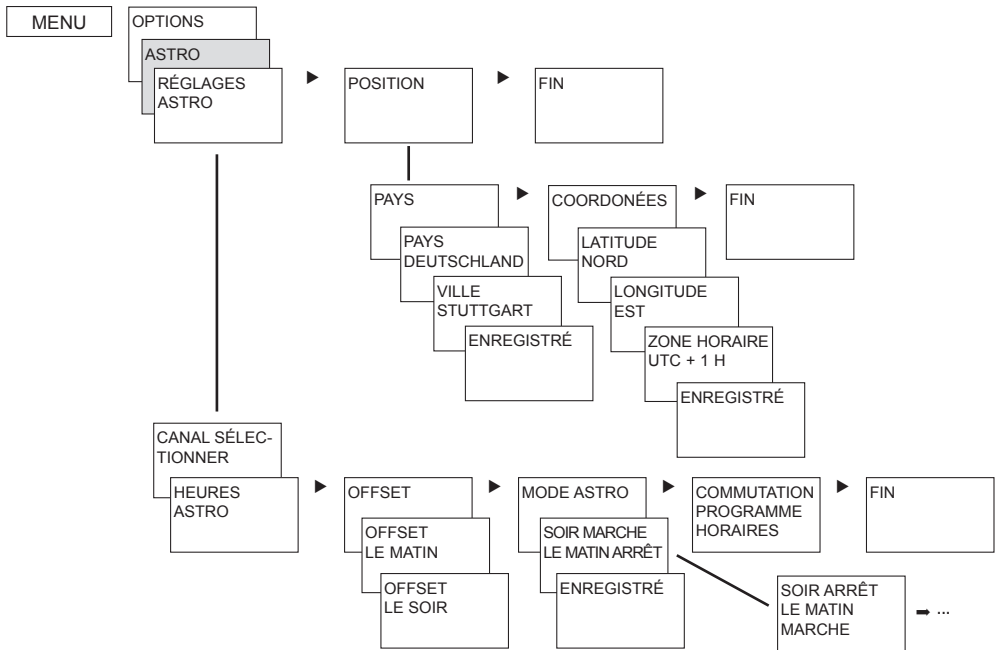 MENU
OPTIONS
ASTRO
RÉGLAGES
ASTRO
POSITION
FIN
PAYS
PAYS
DEUTSCHLAND
VILLE
STUTTGART
ENREGISTRÉ
COORDONÉES
LATITUDE
NORD
LONGITUDE
EST
ZONE HORAIRE
UTC + 1 H
ENREGISTRÉ
FIN
CANAL SÉLEC-
TIONNER
HEURES
ASTRO
OFFSET
OFFSET
LE MATIN
OFFSET
LE SOIR
MODE ASTRO
SOIR MARCHE
LE MATIN ARRÊT
ENREGISTRÉ
COMMUTATION
PROGRAMME
HORAIRES
FIN
SOIR ARRÊT
LE MATIN
MARCHE
➡ ...